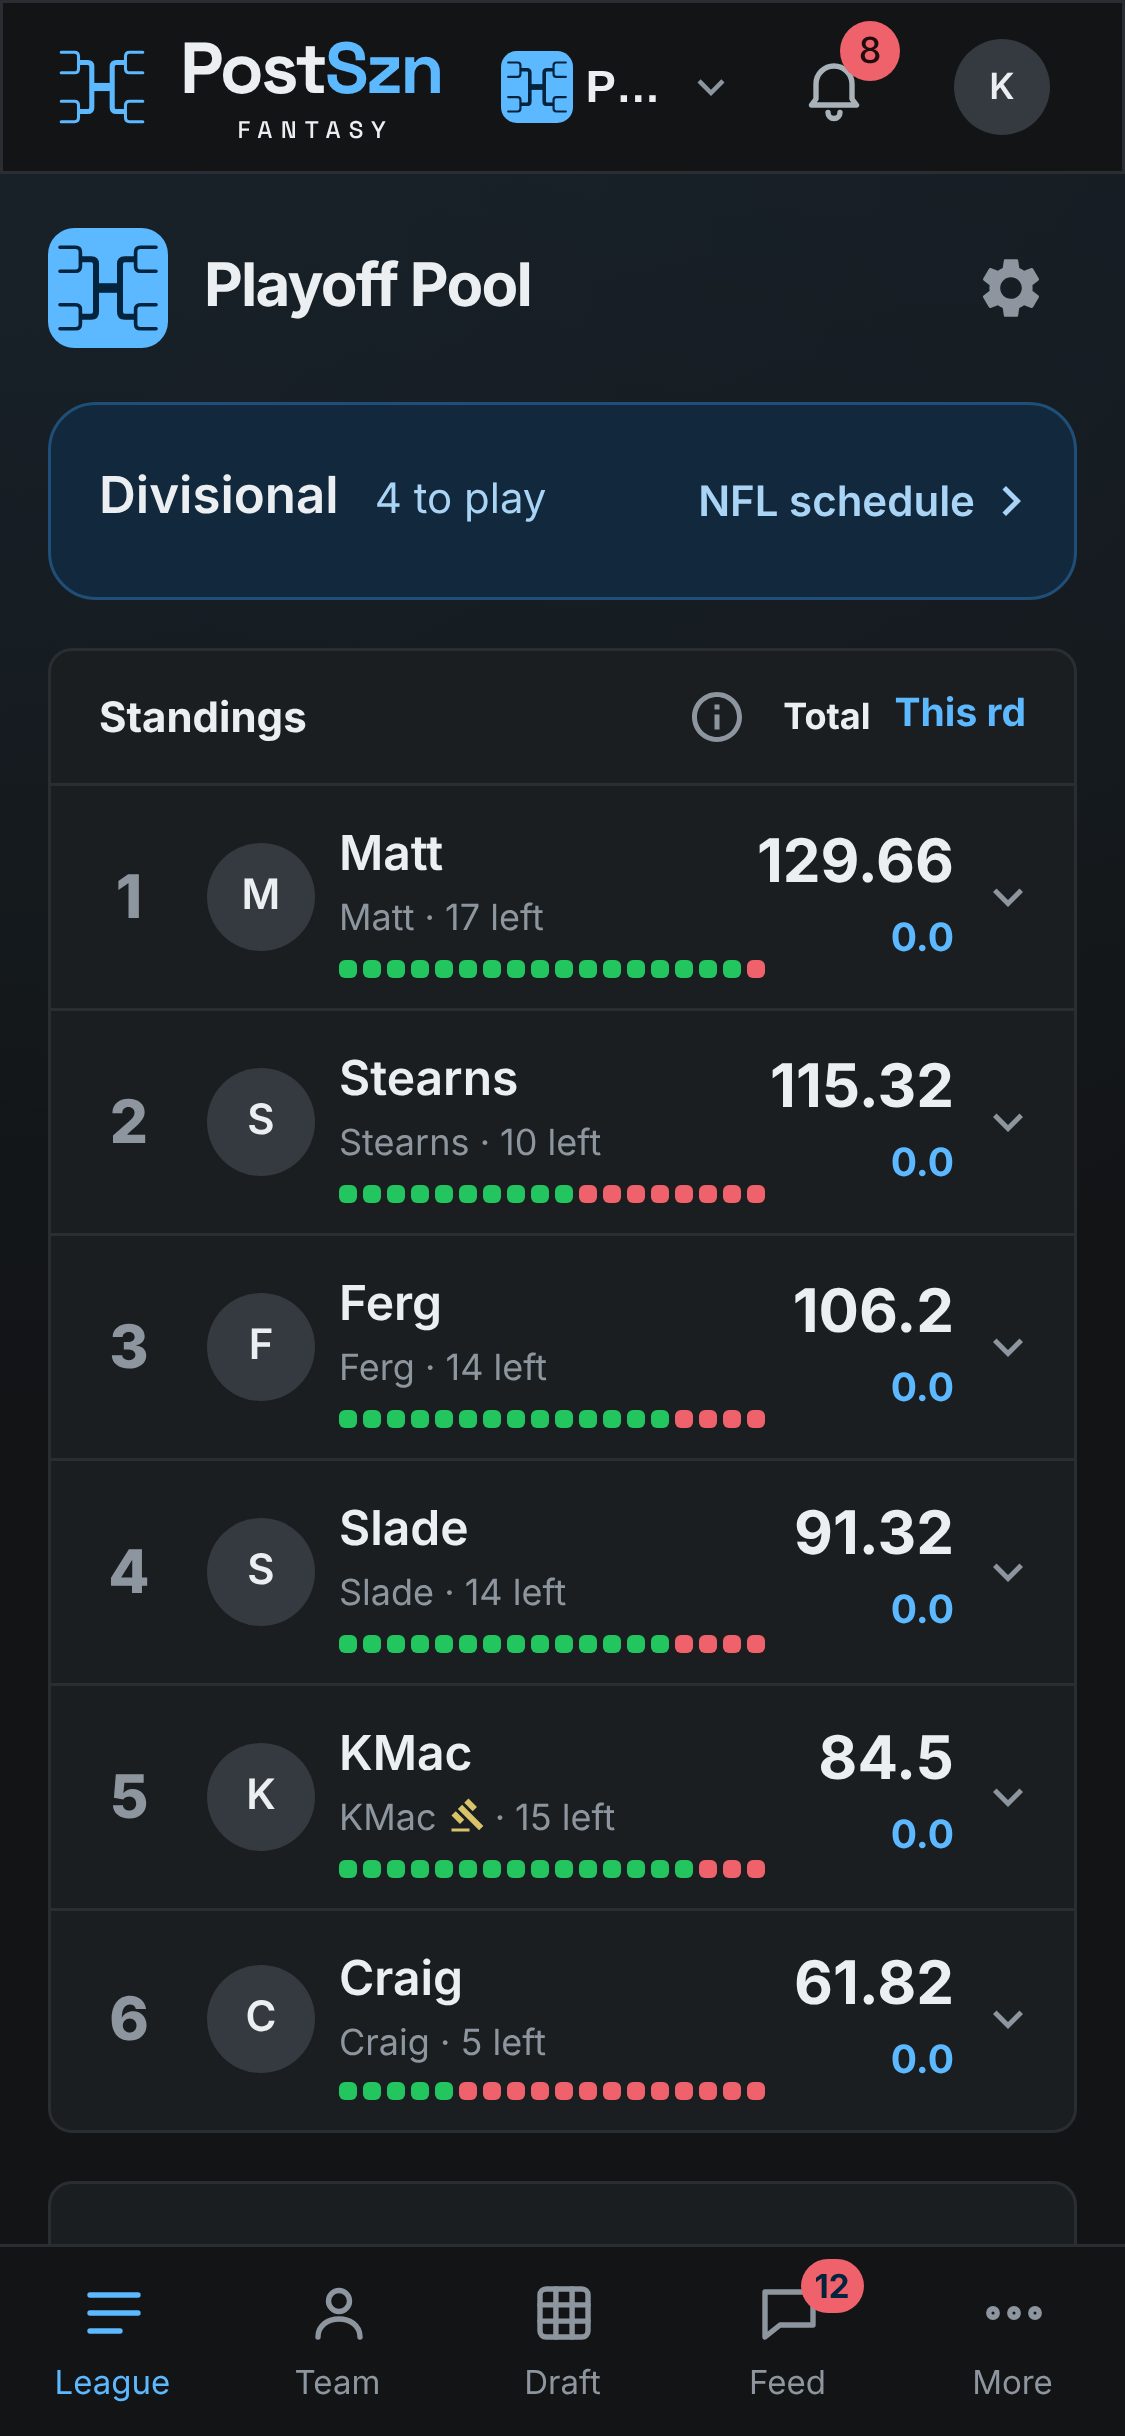 PostSzn
FANTASY
P...
8
K
Playoff Pool
Divisional 4 to play NFL schedule
Standings Total This rd
1 M Matt 129.66
Matt · 17 left 0.0
2 S Stearns 115.32
Stearns · 10 left 0.0
3 F Ferg 106.2
Ferg · 14 left 0.0
4 S Slade 91.32
Slade · 14 left 0.0
5 K KMac 84.5
KMac · 15 left 0.0
6 C Craig 61.82
Craig · 5 left 0.0
12
League Team Draft Feed More